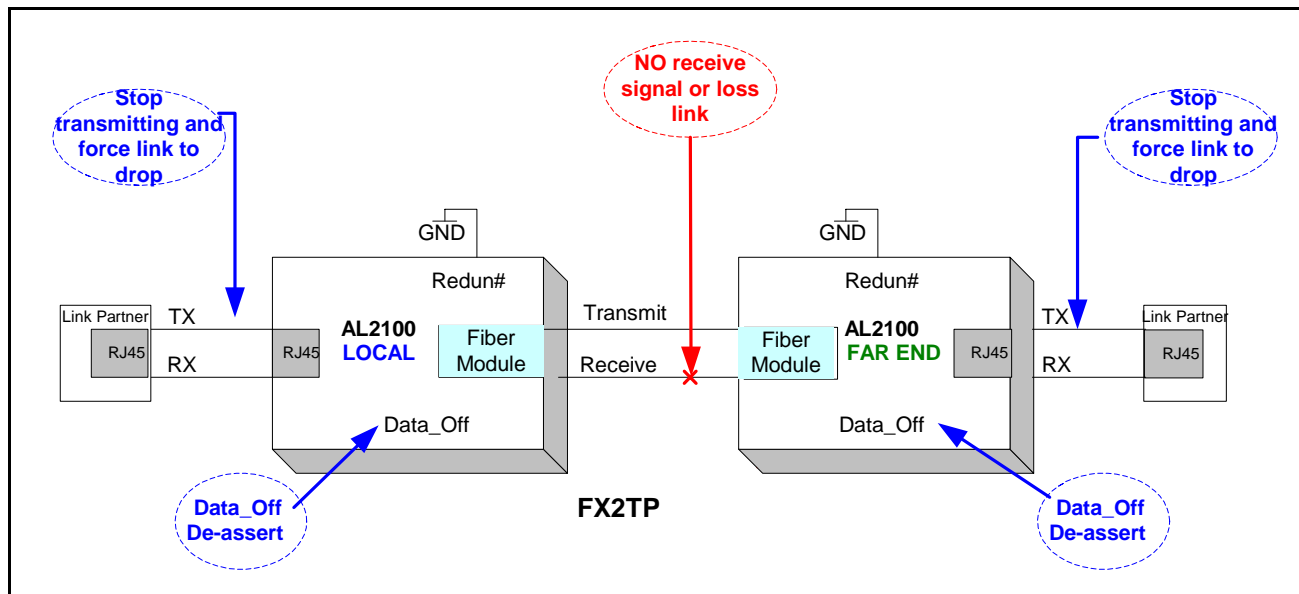 NO receive
signal or loss
link
Stop
transmitting and
force link to
drop
Stop
transmitting and
force link to
drop
GND
GND
Redun#
Redun#
Link Partner
TX
RJ45
RX
RJ45
AL2100
LOCAL
Fiber
Module
Transmit
Receive
Fiber
Module
AL2100
FAR END
RJ45
TX
RX
Link Partner
RJ45
Data_Off
Data_Off
Data_Off
De-assert
FX2TP
Data_Off
De-assert